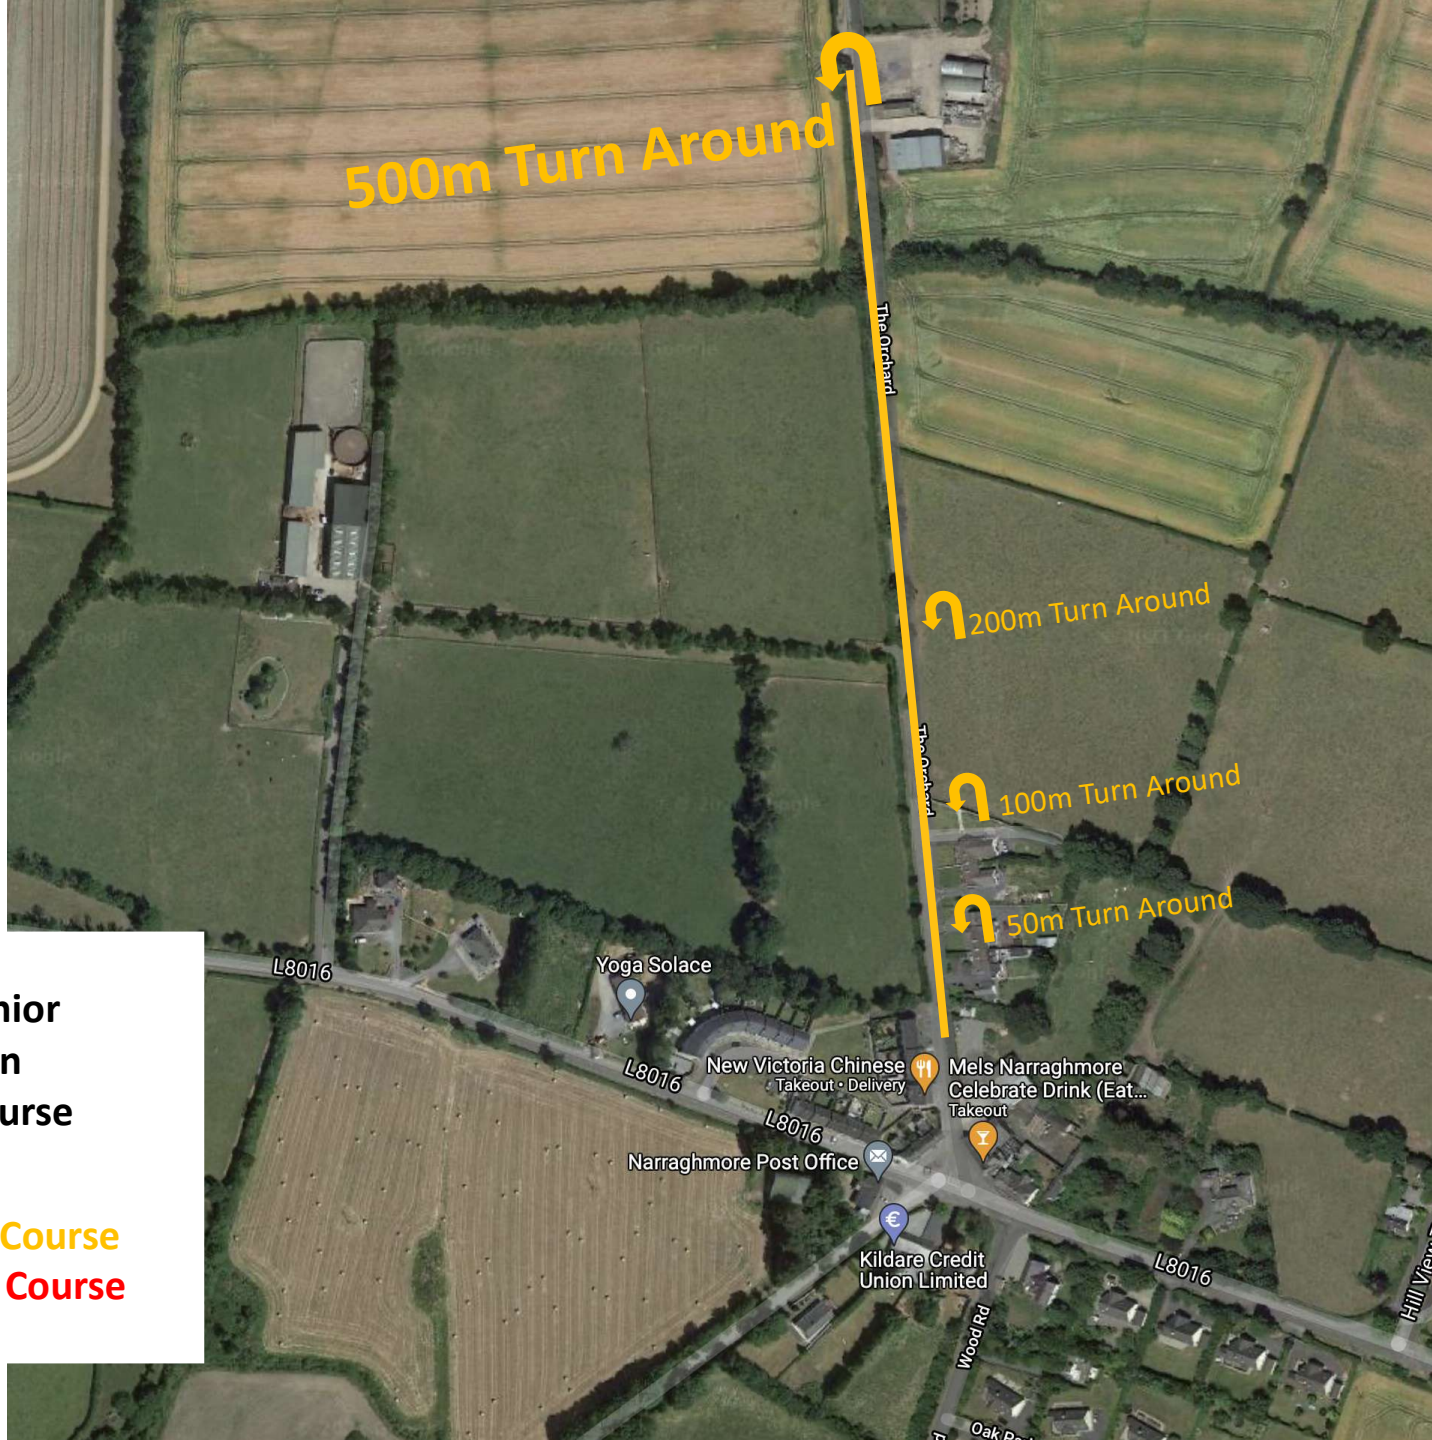 500m Turn Around
The Orchard
200m Turn Around
The Orchard
100m Turn Around
50m Turn Around
L8016
Yoga Solace
nior
n
urse
L8016
New Victoria Chinese
Takeout • Delivery
Mels Narraghmore
Celebrate Drink (Eat...
Takeout
L8016
Narraghmore Post Office
Course
Course
Kildare Credit
Union Limited
L8016
Hill View
Wood Rd
Oak